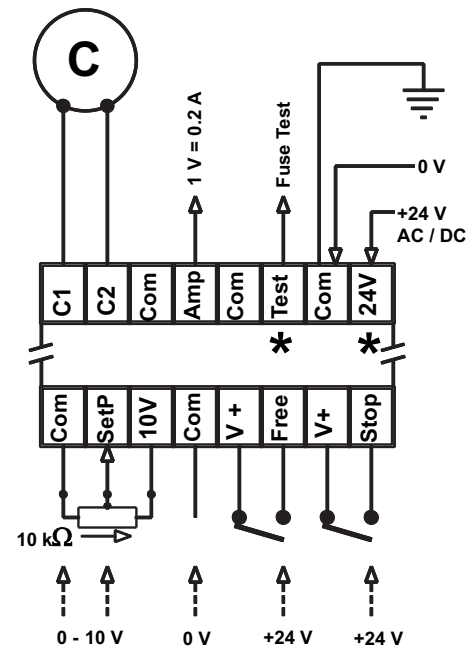 C
1 V = 0.2 A
Fuse Test
0 V
+24 V
AC / DC
C1
C2
Com
Amp
Com
Test
Com
24V
*
*
Com
SetP
10V
Com
V +
Free
V+
Stop
10 kΩ
0 - 10 V
0 V
+24 V
+24 V